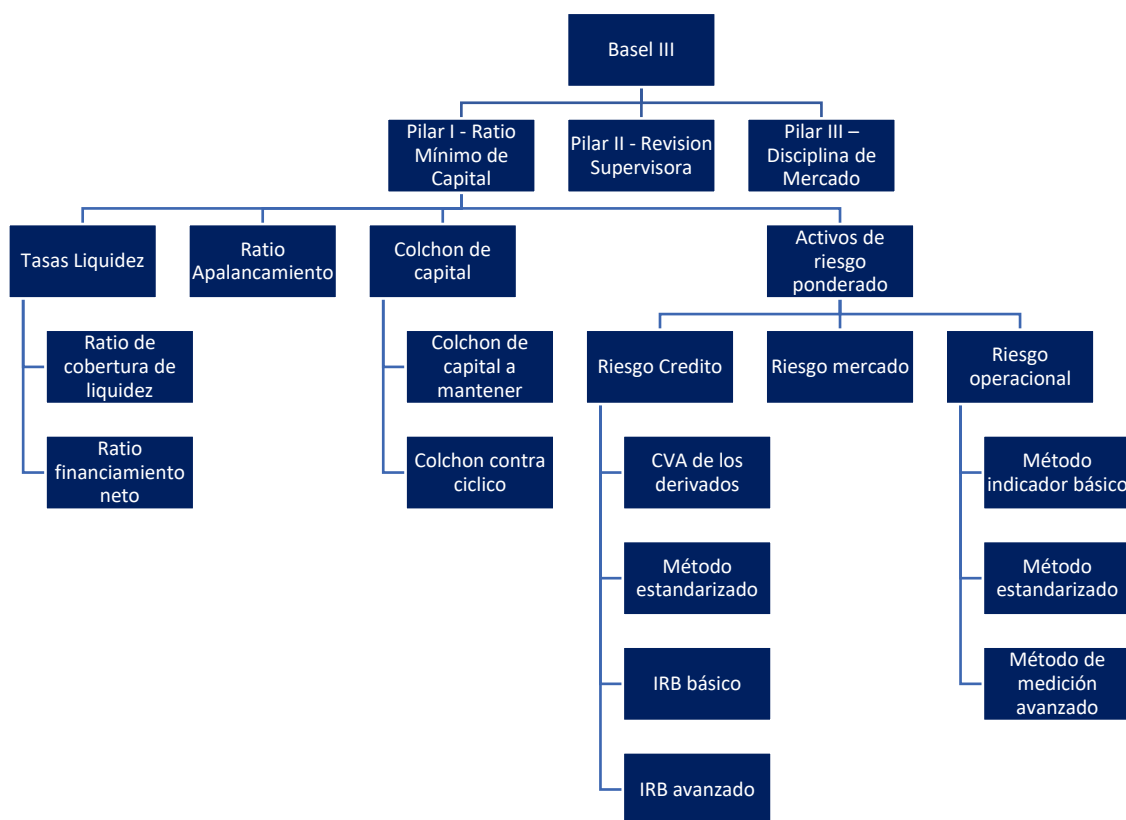 Basel III
Pilar I - Ratio
Mínimo de
Capital
Pilar II - Revision
Supervisora
Pilar III –
Disciplina de
Mercado
Tasas Liquidez
Ratio
Apalancamiento
Colchon de
capital
Activos de
riesgo
ponderado
Ratio de
cobertura de
liquidez
Ratio
financiamiento
neto
Colchon de
capital a
mantener
Colchon contra
ciclico
Riesgo Credito
Riesgo mercado
Riesgo
operacional
CVA de los
derivados
Método
estandarizado
IRB básico
IRB avanzado
Método
indicador básico
Método
estandarizado
Método de
medición
avanzado